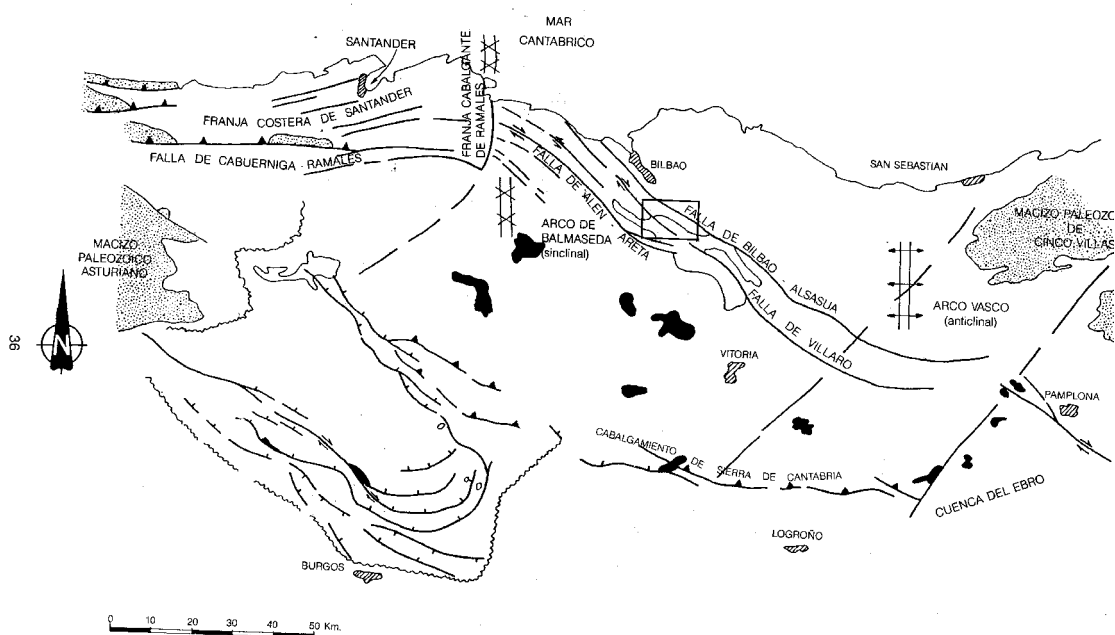 MAR
CANTABRICO
SANTANDER
FRANJA CABALGANTE
DE RAMALES
FRANJA COSTERA DE SANTANDER
FALLA DE CABUERNIGA-RAMALES
BILBAO
SAN SEBASTIAN
FALLA DE ALEN
ARETA
FALLA DE BILBAO
ALSASUA
MACIZO PALEOZO
DE
CINCO VILLAS
MACIZO
PALEOZOICO
ASTURIANO
ARCO DE
BALMASEDA
(sinclinal)
ARCO VASCO
(anticlinal)
FALLA DE VILLARO
N
36
VITORIA
PAMPLONA
CABALGAMIENTO DE SIERRA DE CANTABRIA
CUENCA DEL EBRO
LOGROÑO
BURGOS
0 10 20 30 40 50 Km.